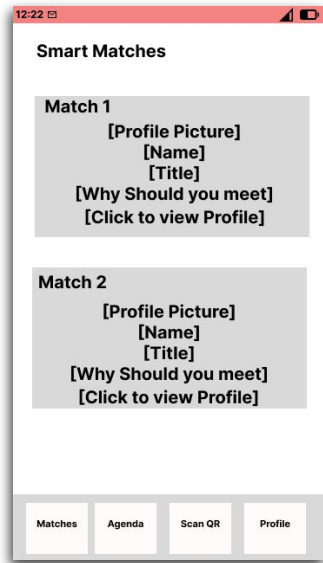 12:22
Smart Matches
Match 1
[Profile Picture]
[Name]
[Title]
[Why Should you meet]
[Click to view Profile]
Match 2
[Profile Picture]
[Name]
[Title]
[Why Should you meet]
[Click to view Profile]
Matches Agenda Scan QR Profile